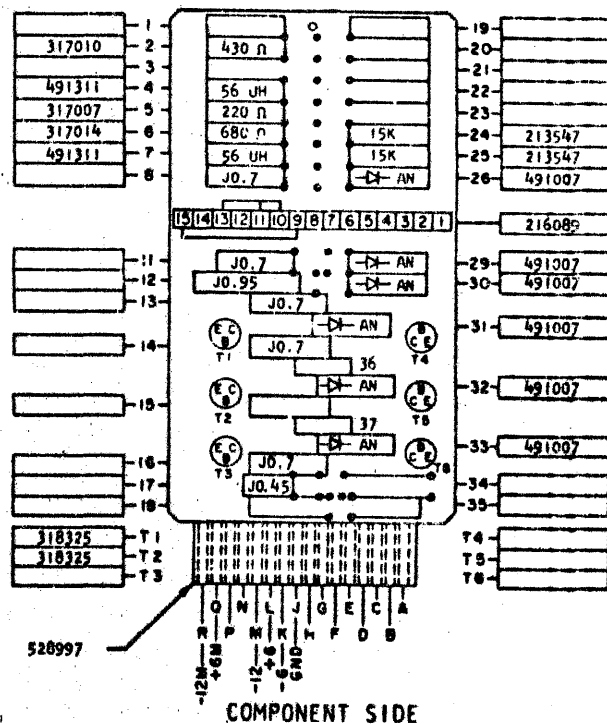 1 19
317010 2 430 Ω 20
3 21
491311 4 56 UH 22
317007 5 220 Ω 23
317014 6 680 Ω 15K 24 213547
491311 7 56 UH 15K 25 213547
8 J0.7 AN 26 491007
15 14 13 12 11 10 9 8 7 6 5 4 3 2 1 216089
11 J0.7 AN 29 491007
12 J0.95 AN 30 491007
13 J0.7
AN 31 491007
E C B B C E
14 T1 J0.7 T4
36
E C B AN B C E 32 491007
15 T2 T5
37
E C B AN B C E 33 491007
16 T3 J0.7 T6
17 J0.45 34
18 35
318325 T1 T4
318325 T2 T5
T3 T6
R Q P N M L K J H G F E D C B A
528997
-12M +6M -12 +6 -6 GND
COMPONENT SIDE